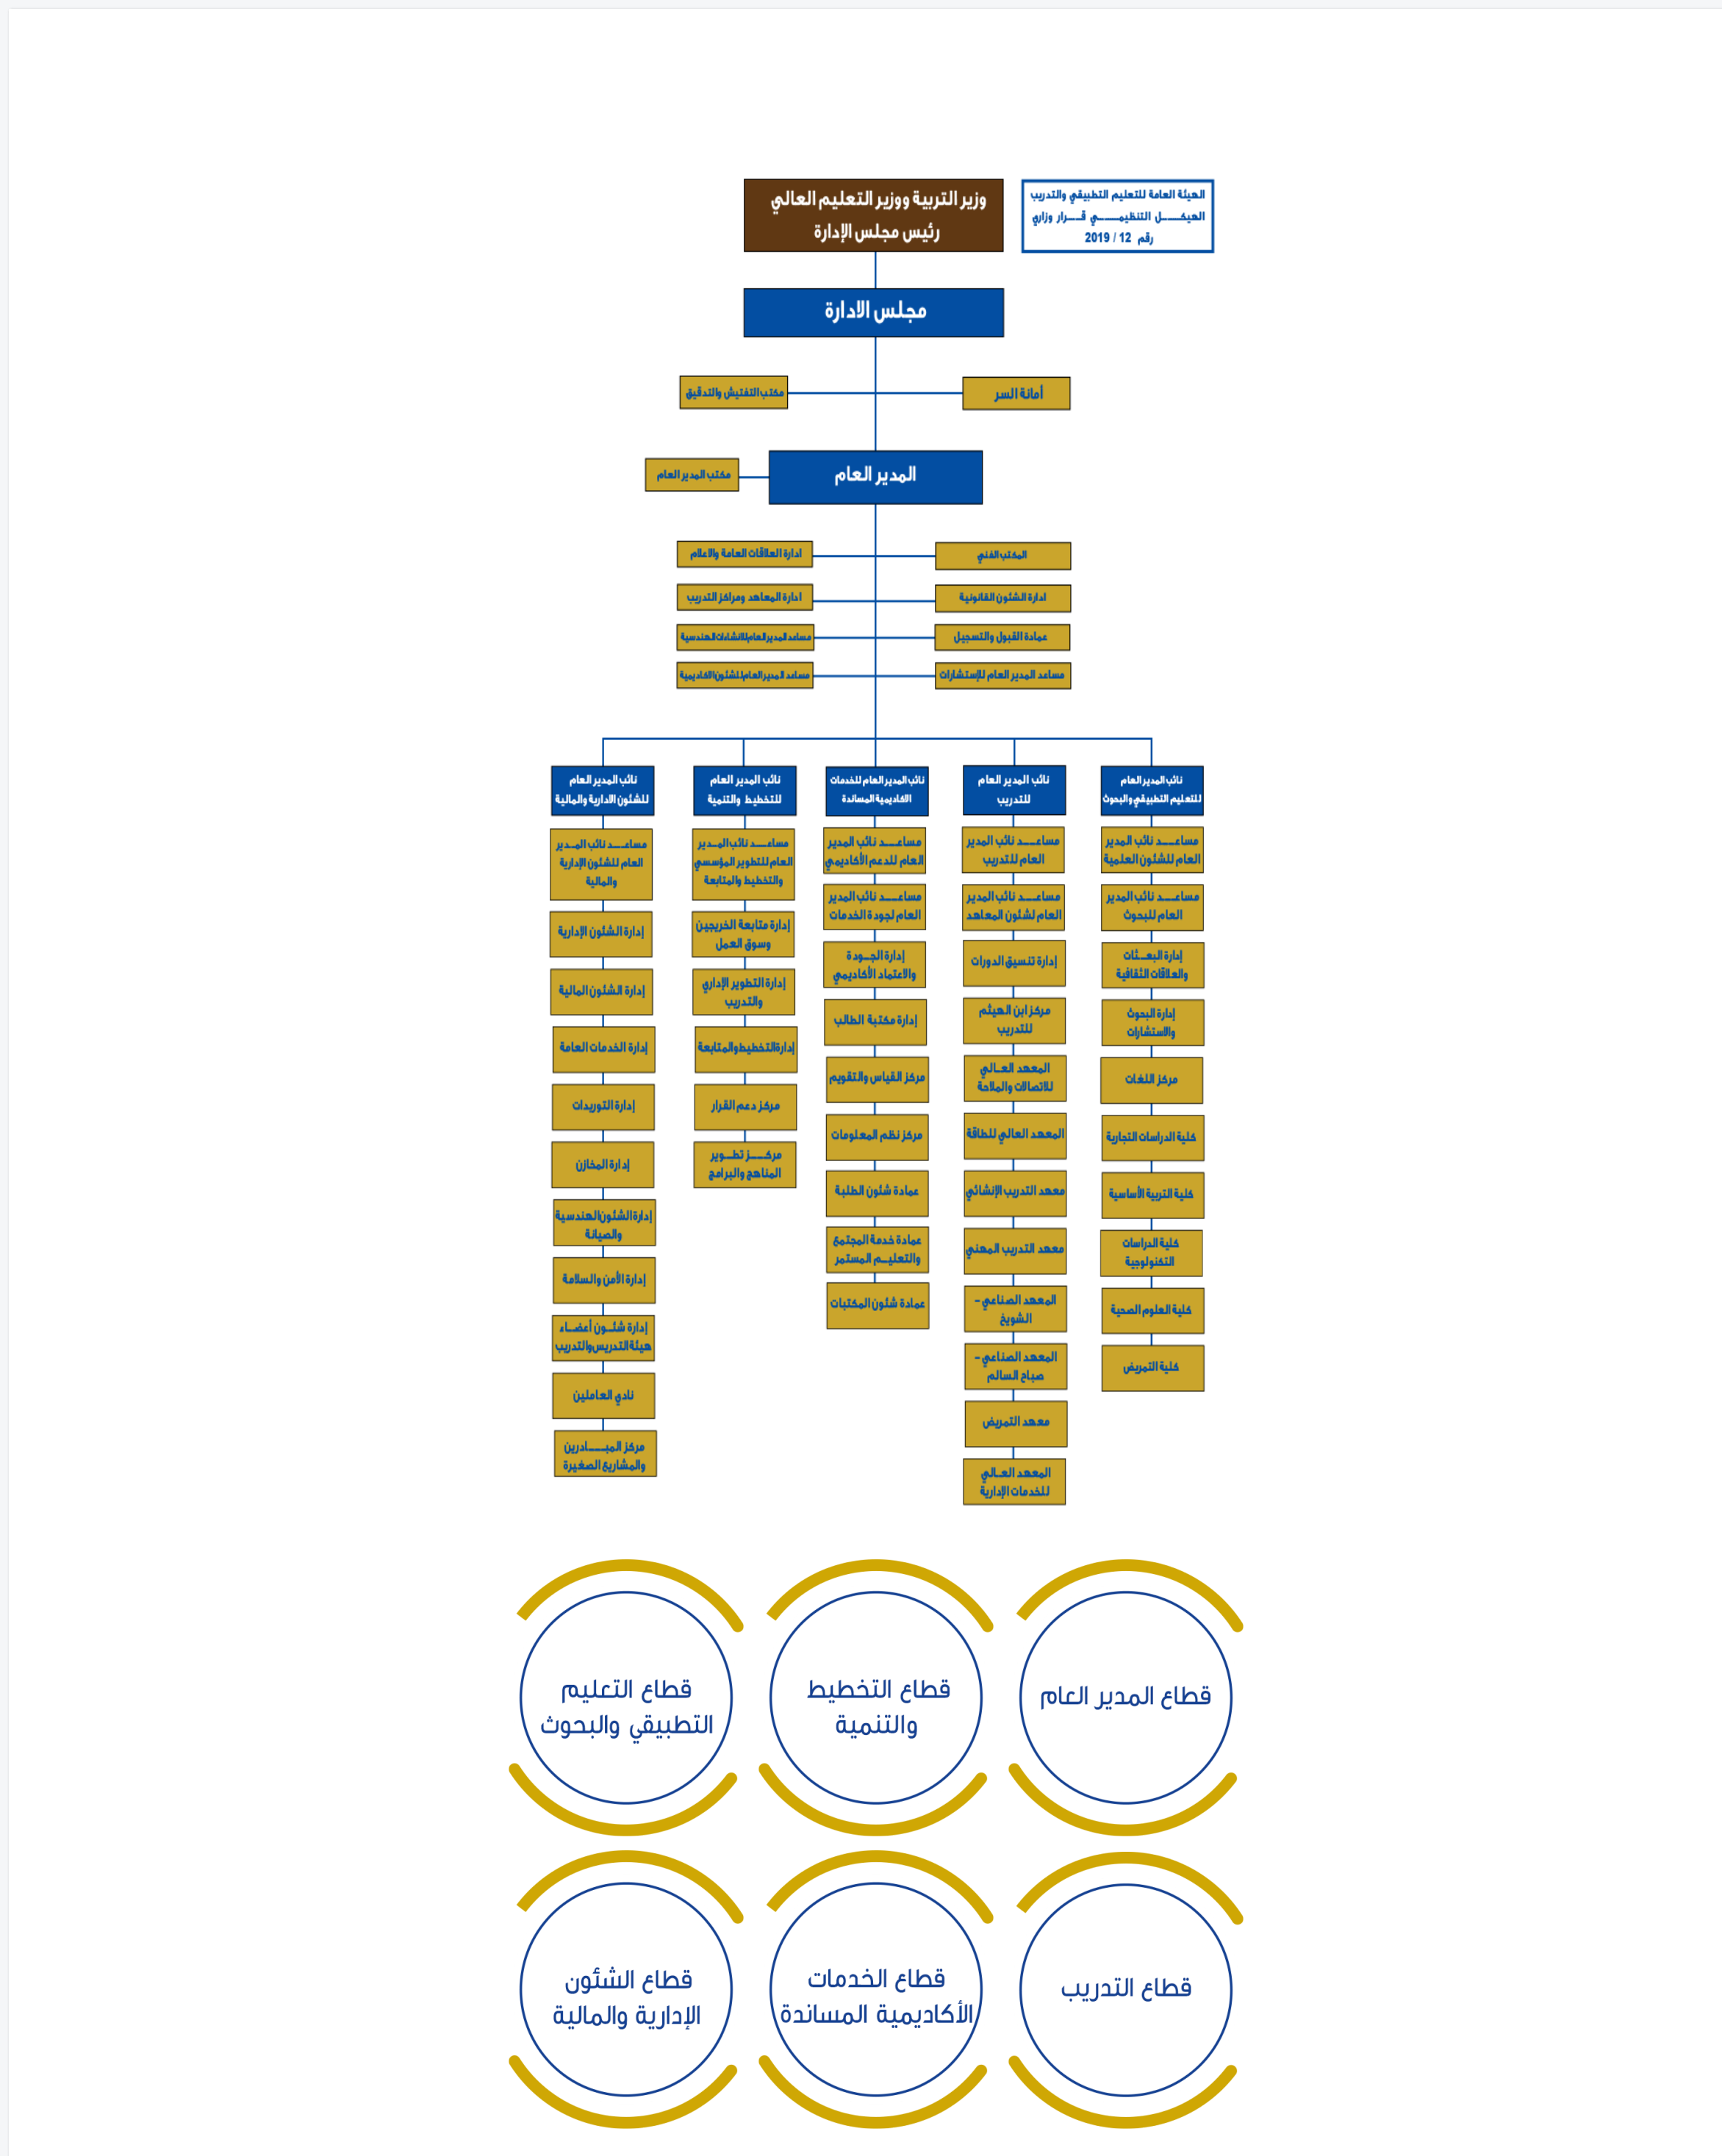 الهيئة العامة للتعليم التطبيقي والتدريب
الهيكل التنظيمي قرار وزاري
رقم 12 / 2019
وزير التربية ووزير التعليم العالي
رئيس مجلس الإدارة
مجلس الادارة
أمانة السر
مكتب التفتيش والتدقيق
المدير العام
مكتب المدير العام
المكتب الفني
ادارة العلاقات العامة والاعلام
ادارة الشئون القانونية
ادارة المعاهد ومراكز التدريب
عمادة القبول والتسجيل
مساعد المدير العام للانشاءات الهندسية
مساعد المدير العام للإستشارات
مساعد المدير العام للشئون الاكاديمية
نائب المدير العام
للتعليم التطبيقي والبحوث
مساعد نائب المدير
العام للشئون العلمية
مساعد نائب المدير
العام للبحوث
إدارة البعثات
والعلاقات الثقافية
إدارة البحوث
والاستشارات
مركز اللغات
كلية الدراسات التجارية
كلية التربية الأساسية
كلية الدراسات
التكنولوجية
كلية العلوم الصحية
كلية التمريض
نائب المدير العام
للتدريب
مساعد نائب المدير
العام للتدريب
مساعد نائب المدير
العام لشئون المعاهد
إدارة تنسيق الدورات
مركز ابن الهيثم
للتدريب
المعهد العالي
للاتصالات والملاحة
المعهد العالي للطاقة
معهد التدريب الإنشائي
معهد التدريب المهني
المعهد الصناعي –
الشويخ
المعهد الصناعي –
صباح السالم
معهد التمريض
المعهد العالي
للخدمات الإدارية
نائب المدير العام للخدمات
الاكاديمية المساندة
مساعد نائب المدير
العام للدعم الأكاديمي
مساعد نائب المدير
العام لجودة الخدمات
إدارة الجودة
والاعتماد الأكاديمي
إدارة مكتبة الطالب
مركز القياس والتقويم
مركز نظم المعلومات
عمادة شئون الطلبة
عمادة خدمة المجتمع
والتعليم المستمر
عمادة شئون المكتبات
نائب المدير العام
للتخطيط والتنمية
مساعد نائب المدير
العام للتطوير المؤسسي
والتخطيط والمتابعة
إدارة متابعة الخريجين
وسوق العمل
إدارة التطوير الإداري
والتدريب
إدارة التخطيط والمتابعة
مركز دعم القرار
مركز تطوير
المناهج والبرامج
نائب المدير العام
للشئون الادارية والمالية
مساعد نائب المدير
العام للشئون الإدارية
والمالية
إدارة الشئون الإدارية
إدارة الشئون المالية
إدارة الخدمات العامة
إدارة التوريدات
إدارة المخازن
إدارة الشئون الهندسية
والصيانة
إدارة الأمن والسلامة
إدارة شئون أعضاء
هيئة التدريس والتدريب
نادي العاملين
مركز المبادرين
والمشاريع الصغيرة
قطاع المدير العام
قطاع التخطيط
والتنمية
قطاع التعليم
التطبيقي والبحوث
قطاع التدريب
قطاع الخدمات
الأكاديمية المساندة
قطاع الشئون
الإدارية والمالية